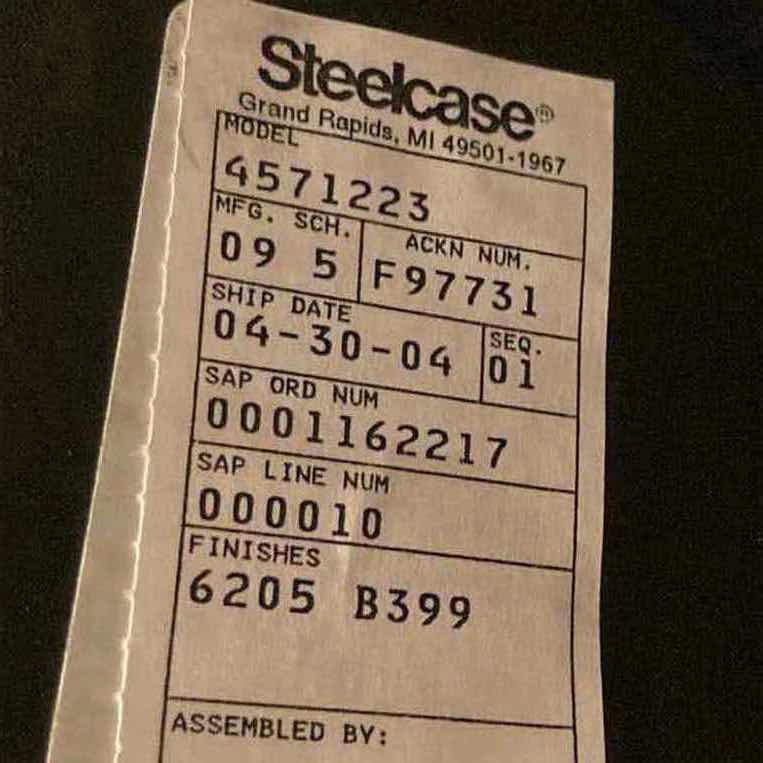 Steelcase®
Grand Rapids, MI 49501-1967
MODEL
4571223
MFG. SCH. ACKN NUM.
09 5 F97731
SHIP DATE SEQ.
04-30-04 01
SAP ORD NUM
0001162217
SAP LINE NUM
000010
FINISHES
6205 B399
ASSEMBLED BY: